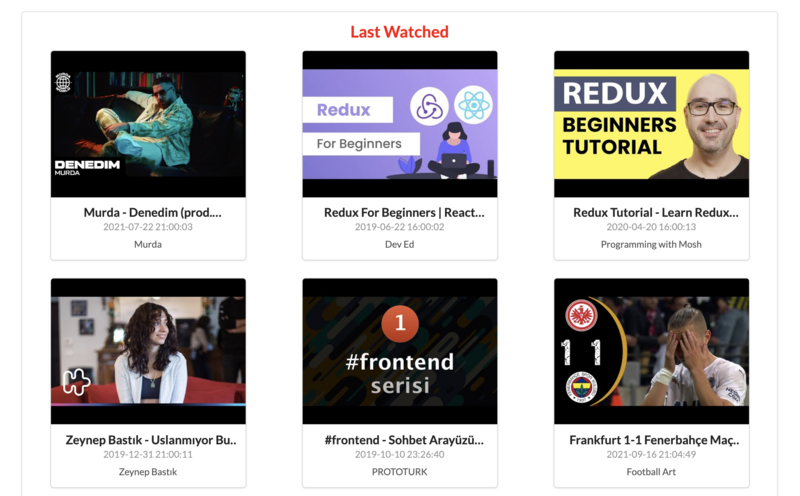 Last Watched
DENEDIM
MURDA
Murda - Denedim (prod....
2021-07-22 21:00:03
Murda
Redux
For Beginners
Redux For Beginners | React...
2019-06-22 16:00:02
Dev Ed
REDUX
BEGINNERS
TUTORIAL
Redux Tutorial - Learn Redux...
2020-04-20 16:00:13
Programming with Mosh
Zeynep Bastık - Uslanmıyor Bu..
2019-12-31 21:00:11
Zeynep Bastık
1
#frontend
serisi
#frontend - Sohbet Arayüzü...
2019-10-10 23:26:40
PROTOTURK
1 1
Frankfurt 1-1 Fenerbahçe Maç..
2021-09-16 21:04:49
Football Art